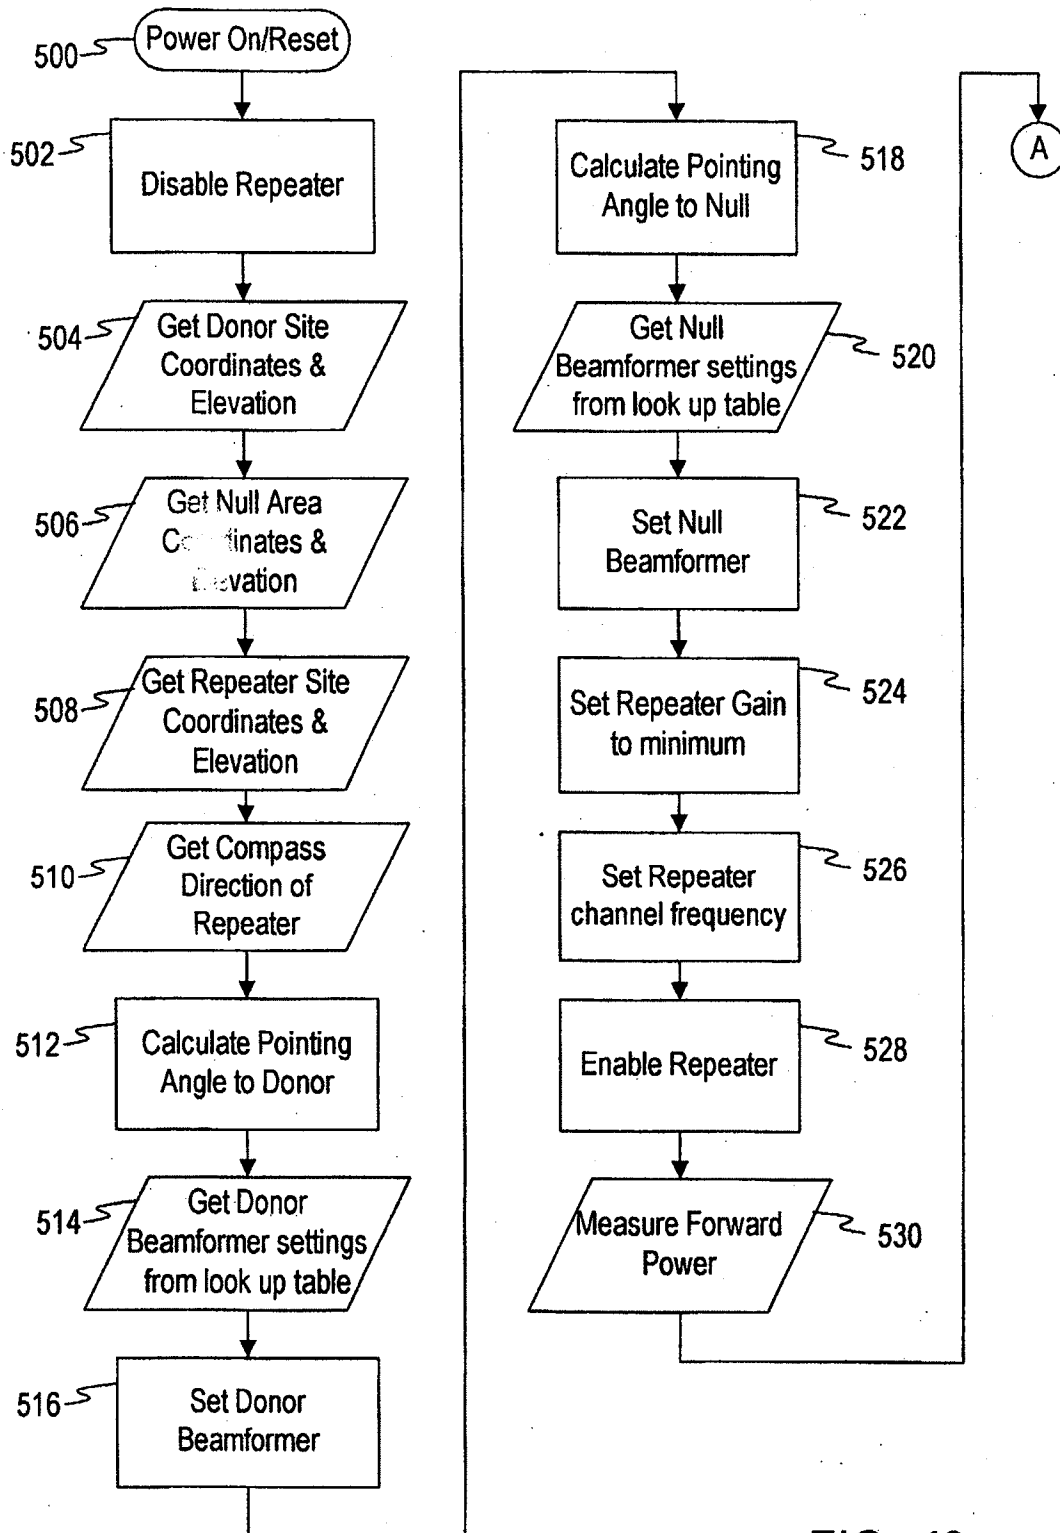 500
Power On/Reset
502
Disable Repeater
504
Get Donor Site
Coordinates &
Elevation
506
Get Null Area
Coordinates &
Elevation
508
Get Repeater Site
Coordinates &
Elevation
510
Get Compass
Direction of
Repeater
512
Calculate Pointing
Angle to Donor
514
Get Donor
Beamformer settings
from look up table
516
Set Donor
Beamformer
518
Calculate Pointing
Angle to Null
520
Get Null
Beamformer settings
from look up table
522
Set Null
Beamformer
524
Set Repeater Gain
to minimum
526
Set Repeater
channel frequency
528
Enable Repeater
530
Measure Forward
Power
A